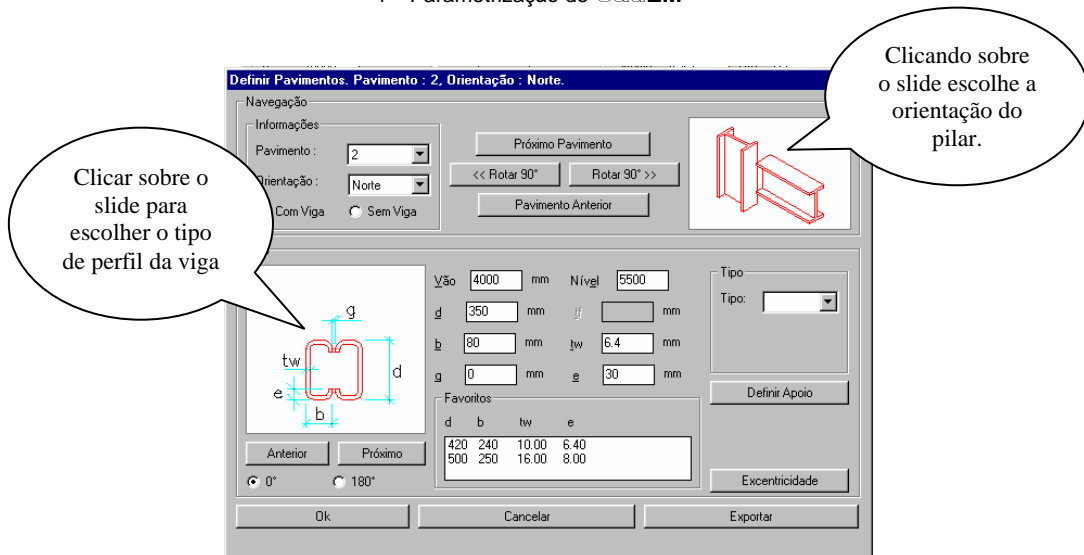 Parametrização do
Clicando sobre
o slide escolhe a
orientação do
pilar.
Definir Pavimentos. Pavimento : 2, Orientação : Norte.
Navegação
Informações
Pavimento : 2
Orientação : Norte
Com Viga Sem Viga
Próximo Pavimento
<< Rotar 90° Rotar 90° >>
Pavimento Anterior
Clicar sobre o
slide para
escolher o tipo
de perfil da viga
g
tw
d
e
b
Anterior Próximo
0° 180°
Vão 4000 mm Nível 5500
d 350 mm tf mm
b 80 mm tw 6.4 mm
g 0 mm e 30 mm
Favoritos
d b tw e
420 240 10.00 6.40
500 250 16.00 8.00
Tipo
Tipo:
Definir Apoio
Excentricidade
Ok Cancelar Exportar